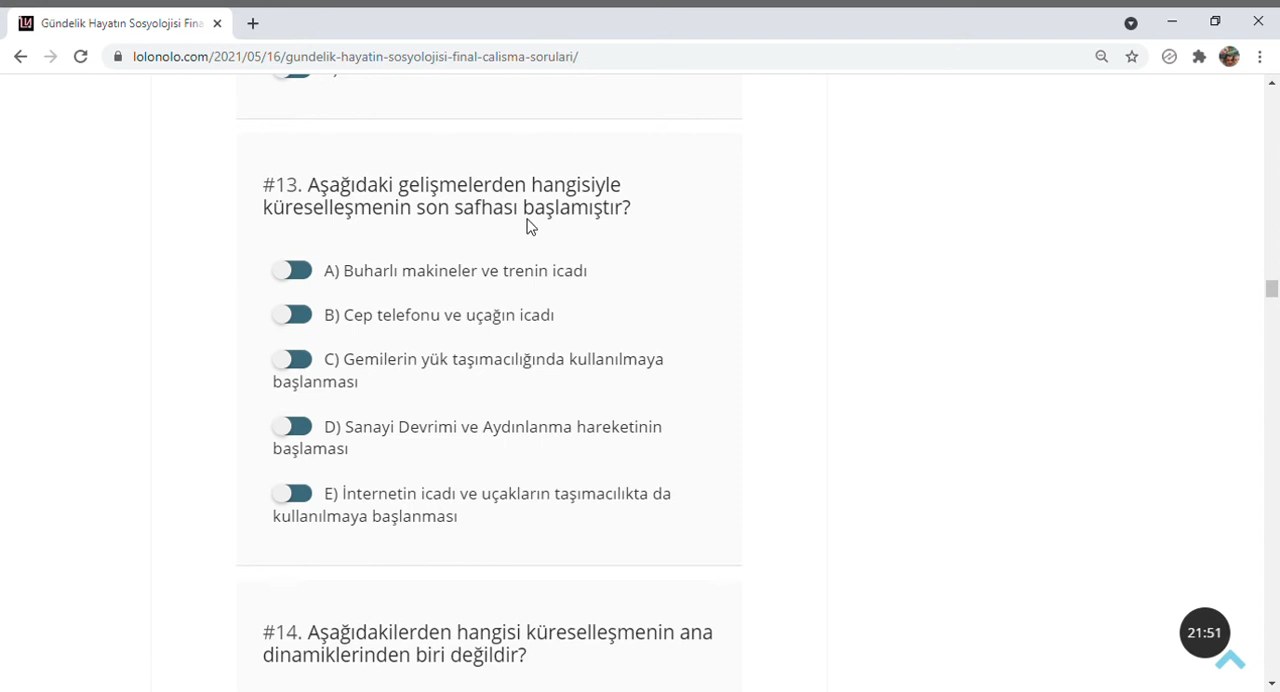 Gündelik Hayatın Sosyolojisi Fina
lolonolo.com/2021/05/16/gundelik-hayatin-sosyolojisi-final-calisma-sorulari/
#13. Aşağıdaki gelişmelerden hangisiyle
küreselleşmenin son safhası başlamıştır?
A) Buharlı makineler ve trenin icadı
B) Cep telefonu ve uçağın icadı
C) Gemilerin yük taşımacılığında kullanılmaya
başlanması
D) Sanayi Devrimi ve Aydınlanma hareketinin
başlaması
E) İnternetin icadı ve uçakların taşımacılıkta da
kullanılmaya başlanması
#14. Aşağıdakilerden hangisi küreselleşmenin ana
dinamiklerinden biri değildir?
21:51